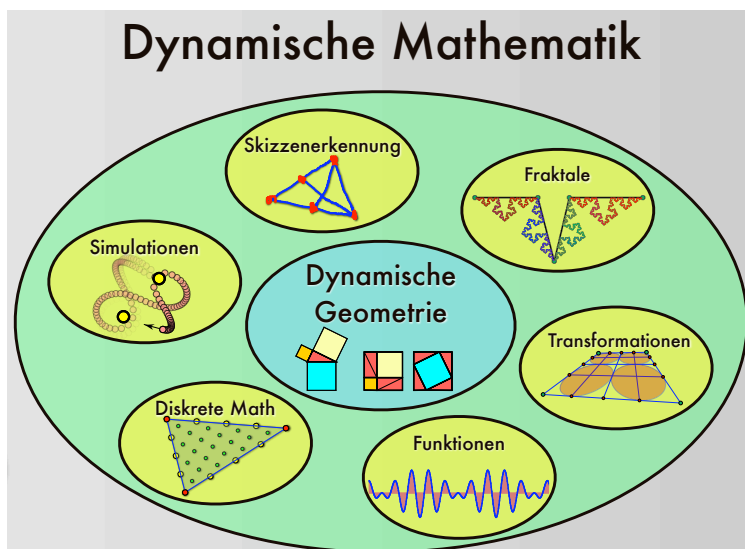 Dynamische Mathematik
Skizzenerkennung
Fraktale
Simulationen
Dynamische
Geometrie
Transformationen
Diskrete Math
Funktionen